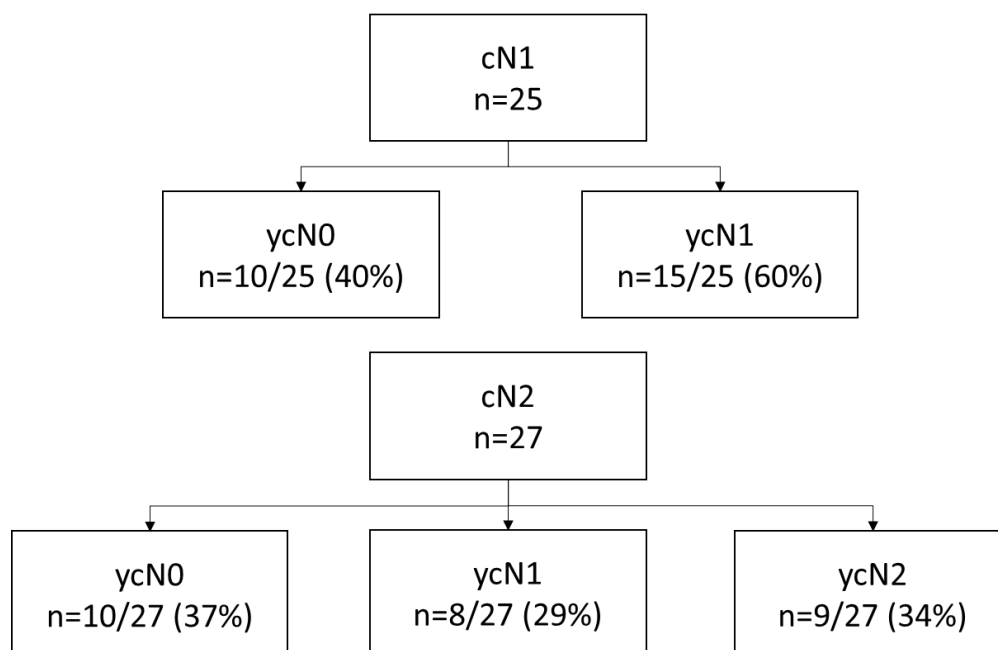 cN1
n=25
ycN0
n=10/25 (40%)
ycN1
n=15/25 (60%)
cN2
n=27
ycN0
n=10/27 (37%)
ycN1
n=8/27 (29%)
ycN2
n=9/27 (34%)